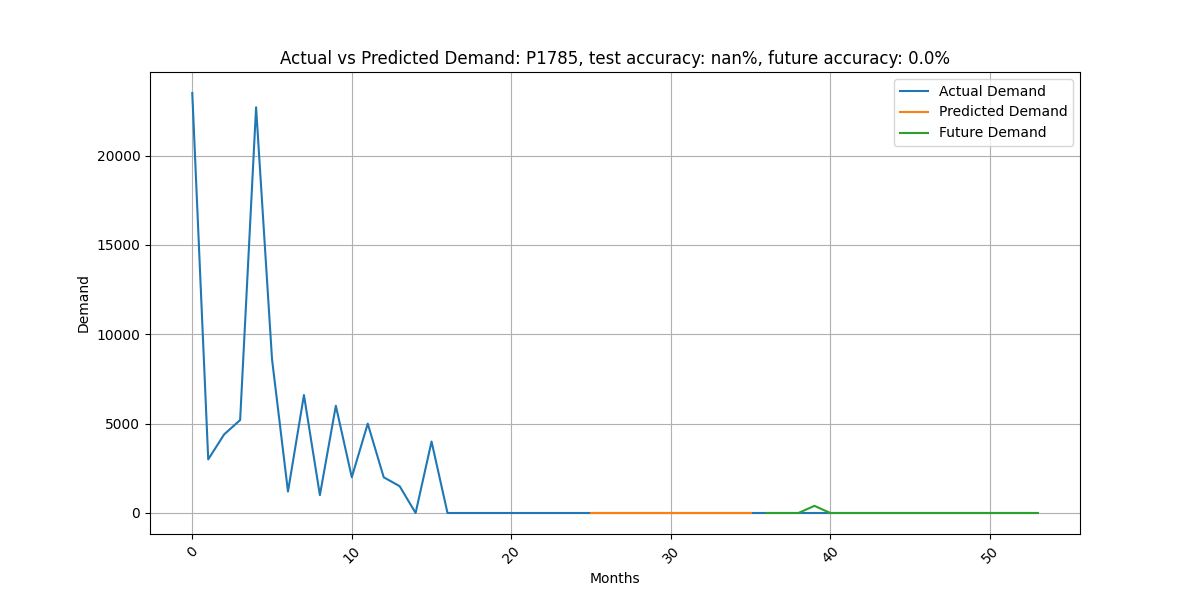 Actual vs Predicted Demand: P1785, test accuracy: nan%, future accuracy: 0.0%
Actual Demand
Predicted Demand
Future Demand
20000
15000
10000
5000
0
Demand
0
10
20
30
40
50
Months